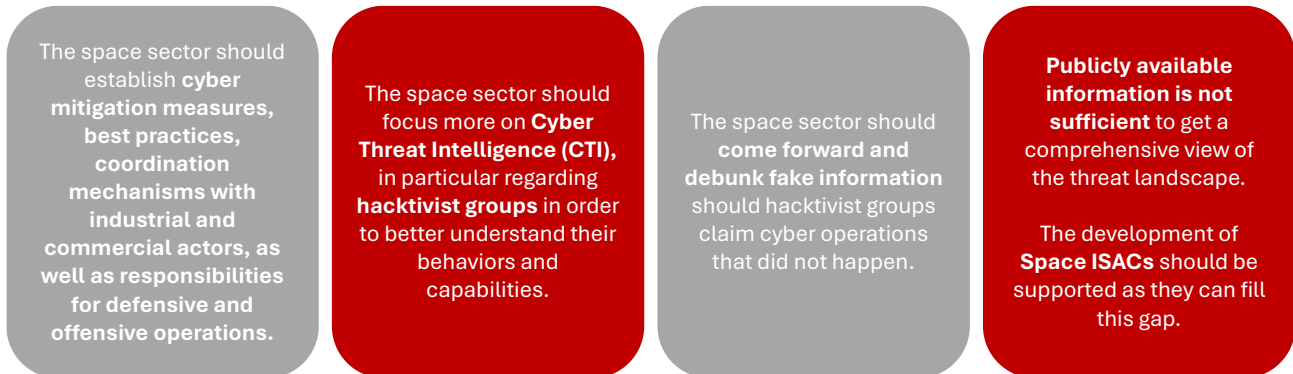 The space sector should
establish cyber
mitigation measures,
best practices,
coordination
mechanisms with
industrial and
commercial actors, as
well as responsibilities
for defensive and
offensive operations.
The space sector should
focus more on Cyber
Threat Intelligence (CTI),
in particular regarding
hacktivist groups in order
to better understand their
behaviors and
capabilities.
The space sector should
come forward and
debunk fake information
should hacktivist groups
claim cyber operations
that did not happen.
Publicly available
information is not
sufficient to get a
comprehensive view of
the threat landscape.
The development of
Space ISACs should be
supported as they can fill
this gap.